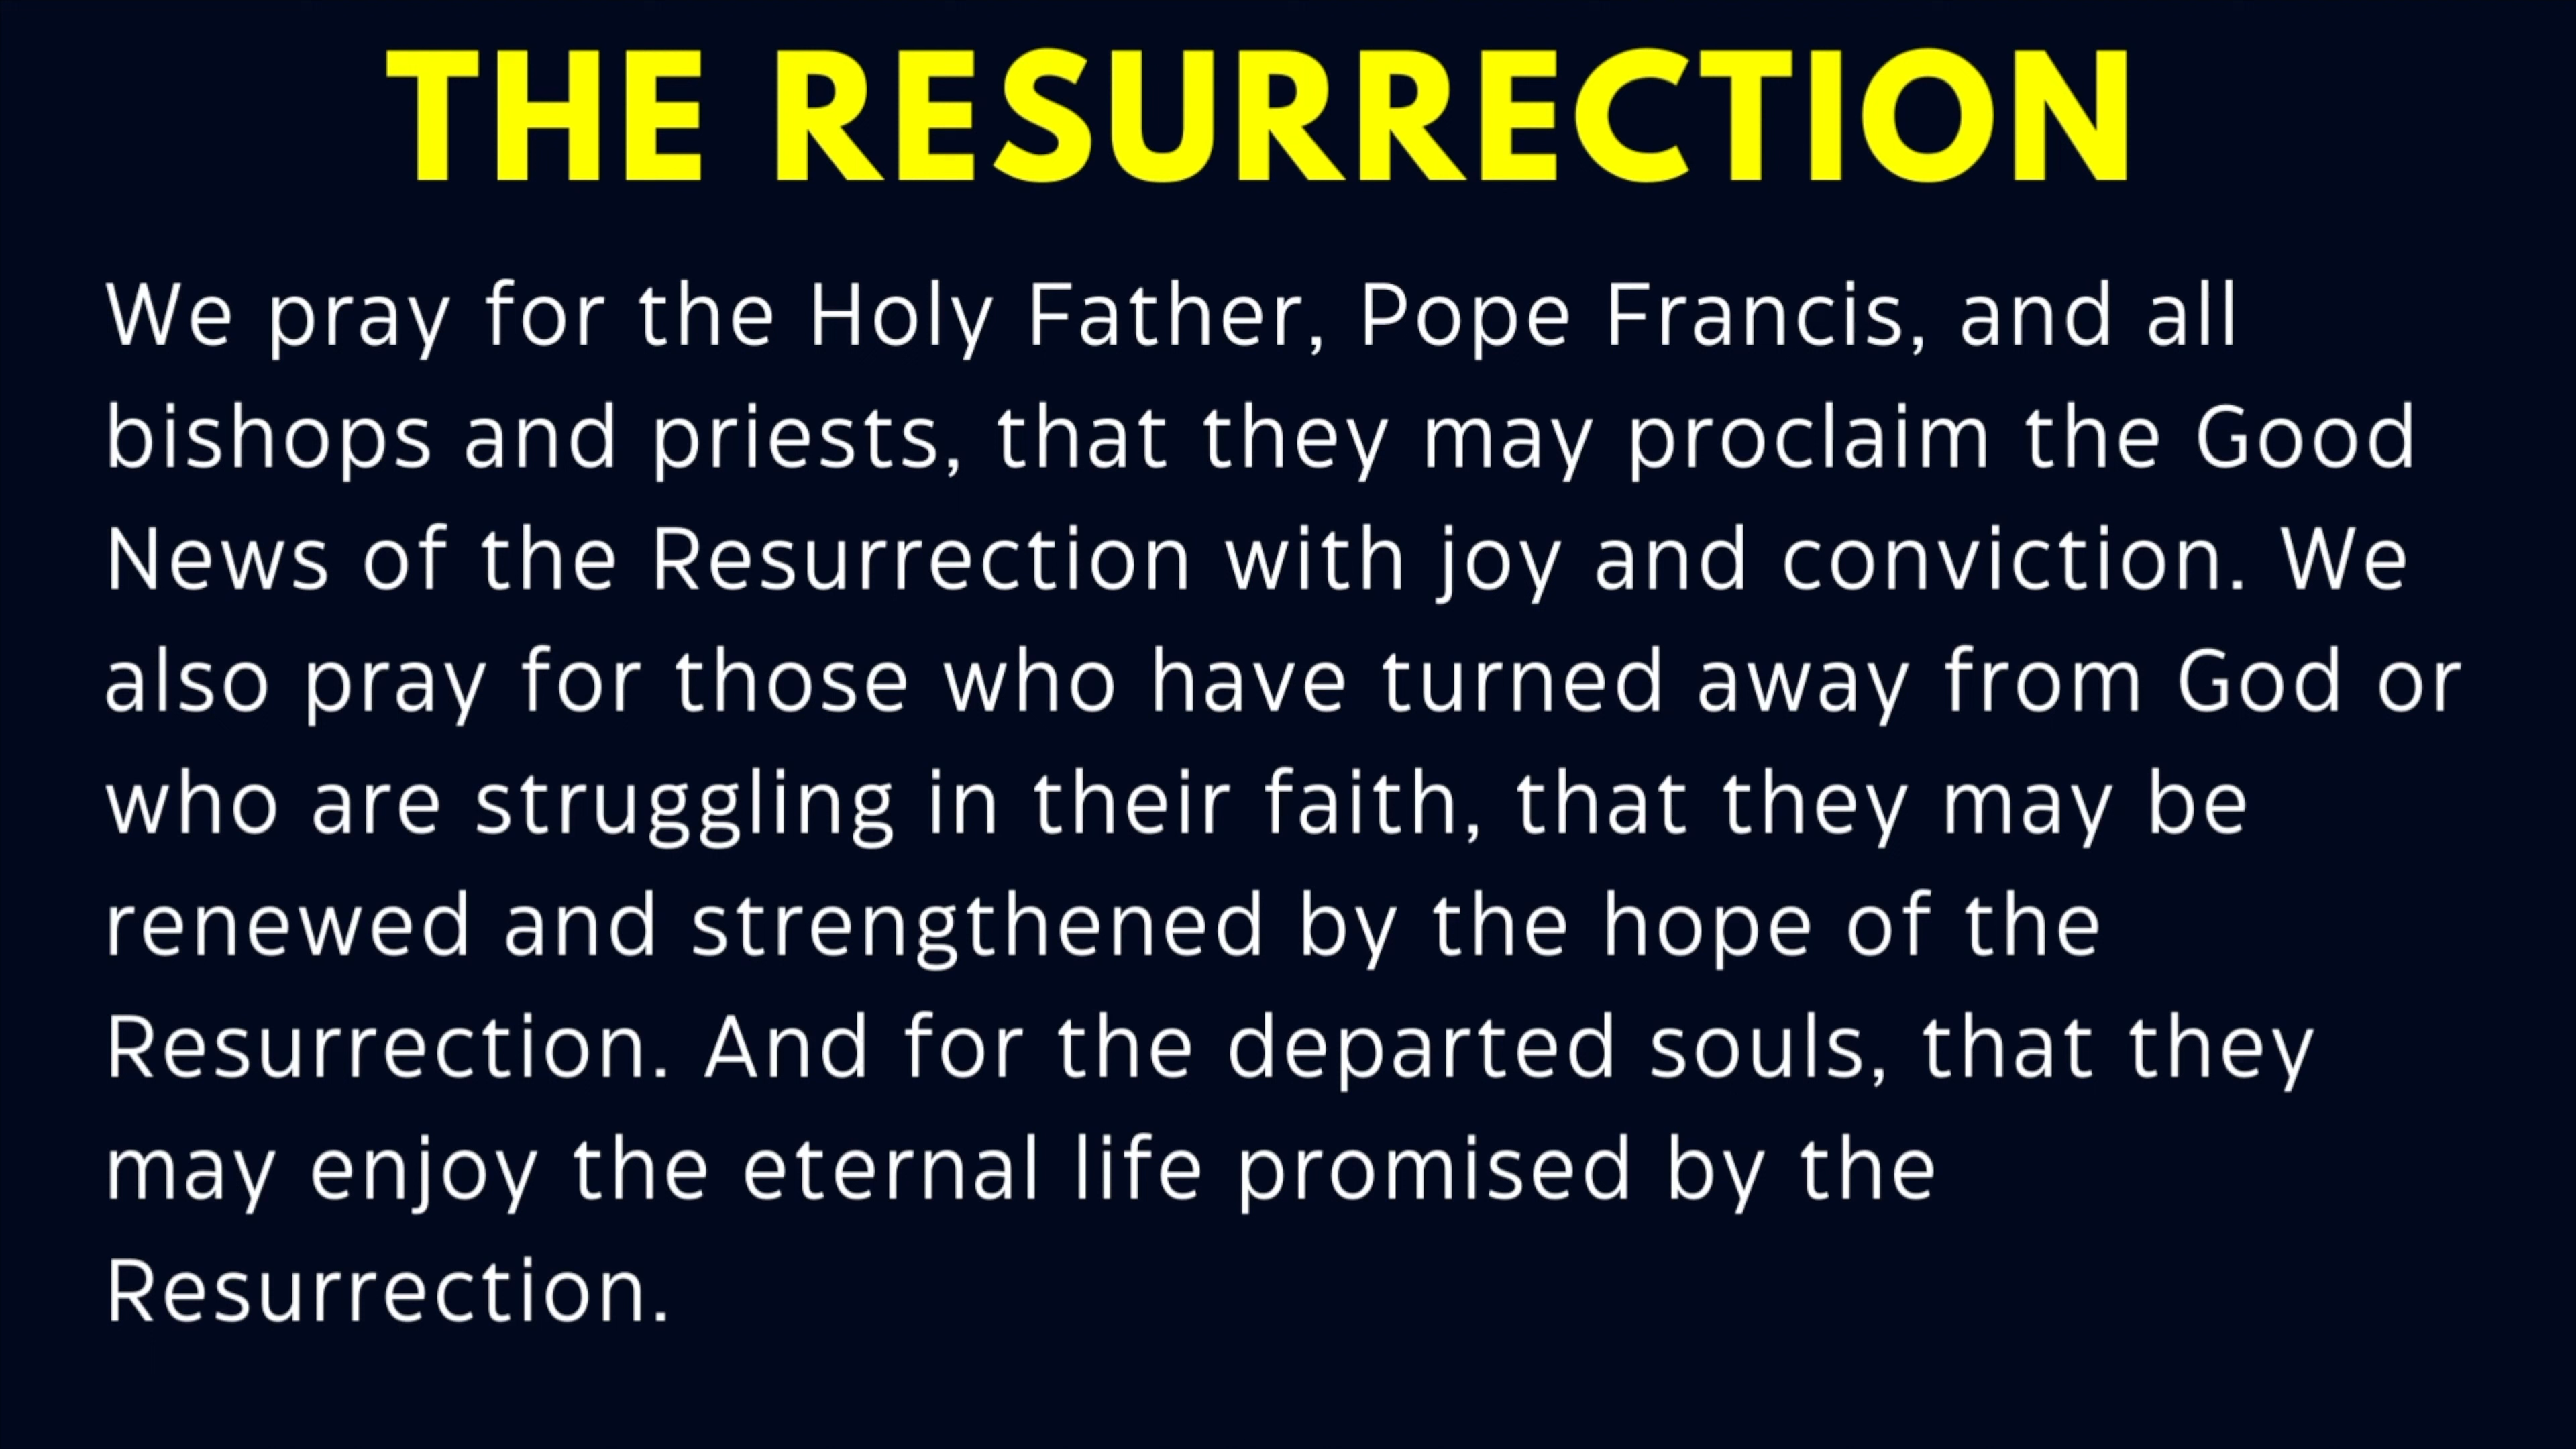 THE RESURRECTION
We pray for the Holy Father, Pope Francis, and all
bishops and priests, that they may proclaim the Good
News of the Resurrection with joy and conviction. We
also pray for those who have turned away from God or
who are struggling in their faith, that they may be
renewed and strengthened by the hope of the
Resurrection. And for the departed souls, that they
may enjoy the eternal life promised by the
Resurrection.